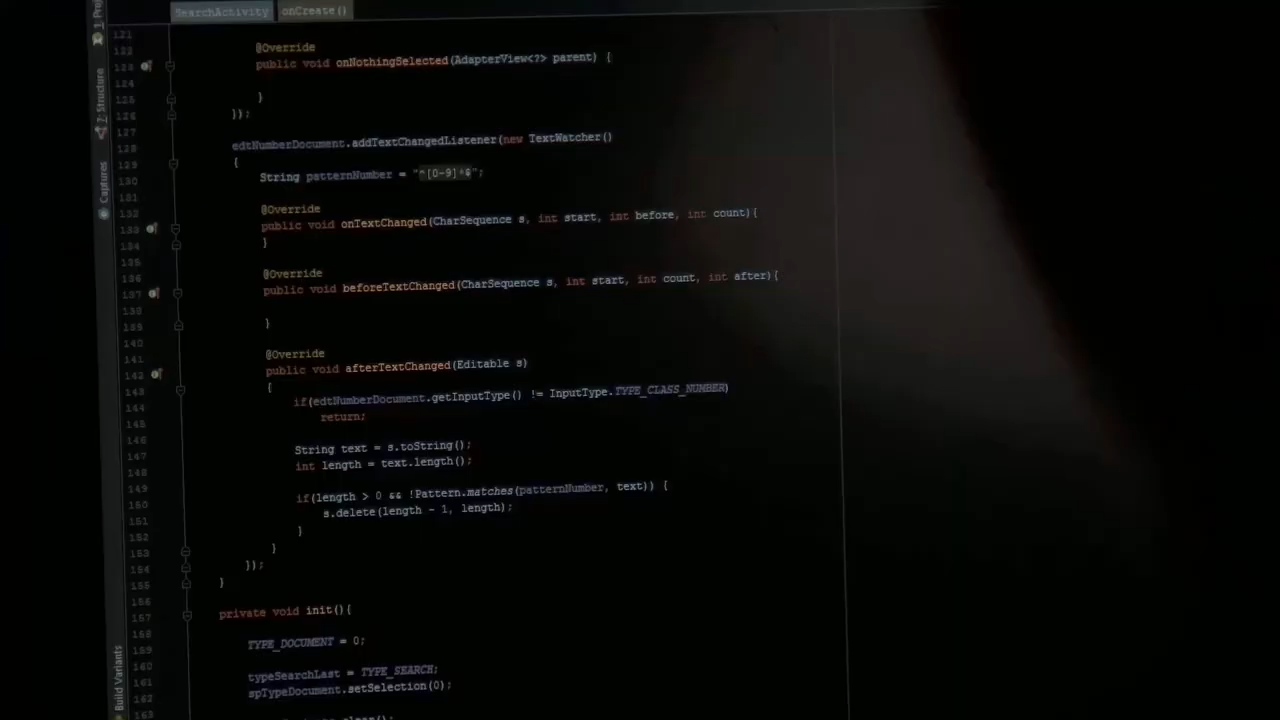 SearchActivity onCreate()
1: Proj
7: Structure
Captures
Build Variants
121
122 @Override
123 public void onNothingSelected(AdapterView<?> parent) {
124
125 }
126 });
127
128 edtNumberDocument.addTextChangedListener(new TextWatcher()
129 {
130 String patternNumber = "^[0-9]*$";
131
132 @Override
133 public void onTextChanged(CharSequence s, int start, int before, int count){
134 }
135
136 @Override
137 public void beforeTextChanged(CharSequence s, int start, int count, int after){
138
139 }
140
141 @Override
142 public void afterTextChanged(Editable s)
143 {
144 if(edtNumberDocument.getInputType() != InputType.TYPE_CLASS_NUMBER)
145 return;
146
147 String text = s.toString();
148 int length = text.length();
149
150 if(length > 0 && !Pattern.matches(patternNumber, text)) {
151 s.delete(length - 1, length);
152 }
153 }
154 });
155 }
156
157 private void init(){
158
159 TYPE_DOCUMENT = 0;
160
161 typeSearchLast = TYPE_SEARCH;
162 spTypeDocument.setSelection(0);
163